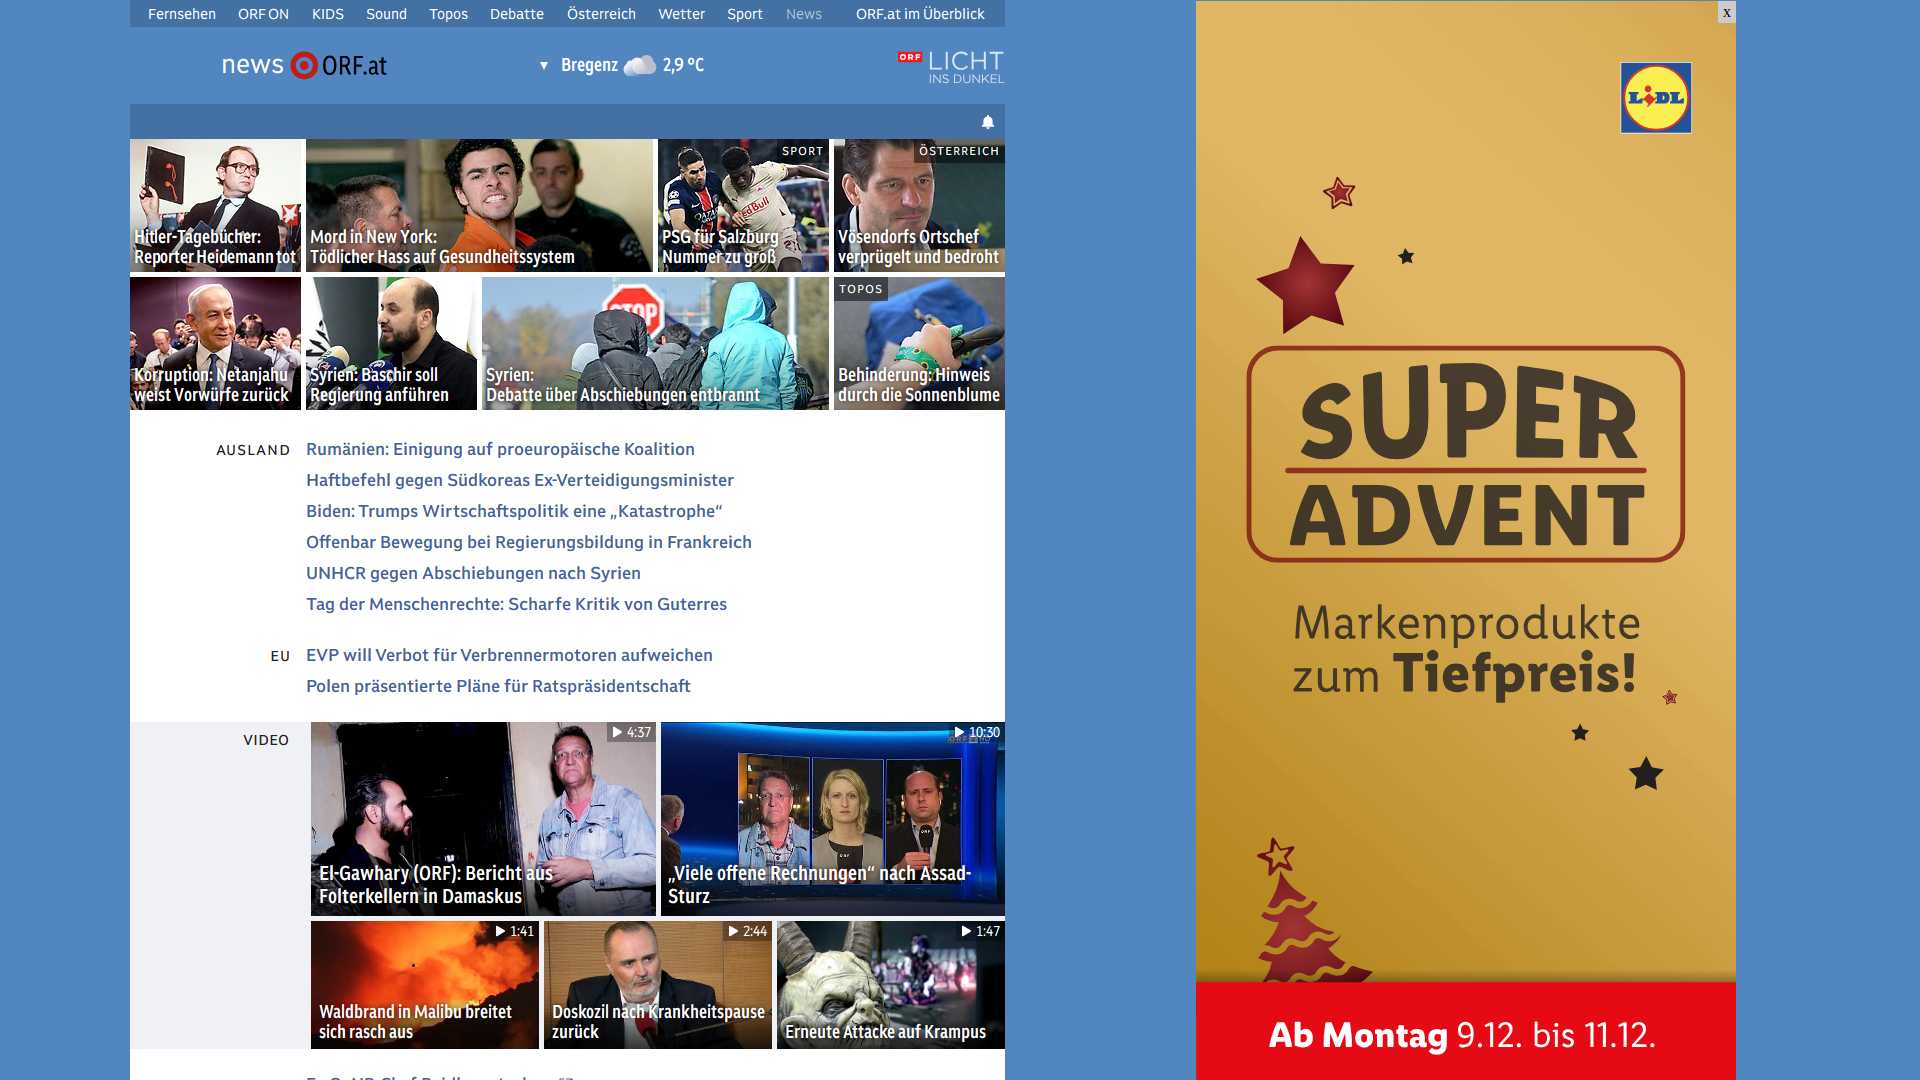 Fernsehen ORF ON KIDS Sound Topos Debatte Österreich Wetter Sport News ORF.at im Überblick
news ORF.at
Bregenz 2,9 °C
ORF LICHT
INS DUNKEL
Hitler-Tagebücher:
Reporter Heidemann tot
Mord in New York:
Tödlicher Hass auf Gesundheitssystem
SPORT
PSG für Salzburg
Nummer zu groß
ÖSTERREICH
Vösendorfs Ortschef
verprügelt und bedroht
Korruption: Netanjahu
weist Vorwürfe zurück
Syrien: Baschir soll
Regierung anführen
STOP
Syrien:
Debatte über Abschiebungen entbrannt
TOPOS
Behinderung: Hinweis
durch die Sonnenblume
AUSLAND
Rumänien: Einigung auf proeuropäische Koalition
Haftbefehl gegen Südkoreas Ex-Verteidigungsminister
Biden: Trumps Wirtschaftspolitik eine „Katastrophe“
Offenbar Bewegung bei Regierungsbildung in Frankreich
UNHCR gegen Abschiebungen nach Syrien
Tag der Menschenrechte: Scharfe Kritik von Guterres
EU
EVP will Verbot für Verbrennermotoren aufweichen
Polen präsentierte Pläne für Ratspräsidentschaft
VIDEO
4:37
El-Gawhary (ORF): Bericht aus
Folterkellern in Damaskus
10:30
„Viele offene Rechnungen“ nach Assad-
Sturz
1:41
Waldbrand in Malibu breitet
sich rasch aus
2:44
Doskozil nach Krankheitspause
zurück
1:47
Erneute Attacke auf Krampus
x
LIDL
SUPER
ADVENT
Markenprodukte
zum Tiefpreis!
Ab Montag 9.12. bis 11.12.